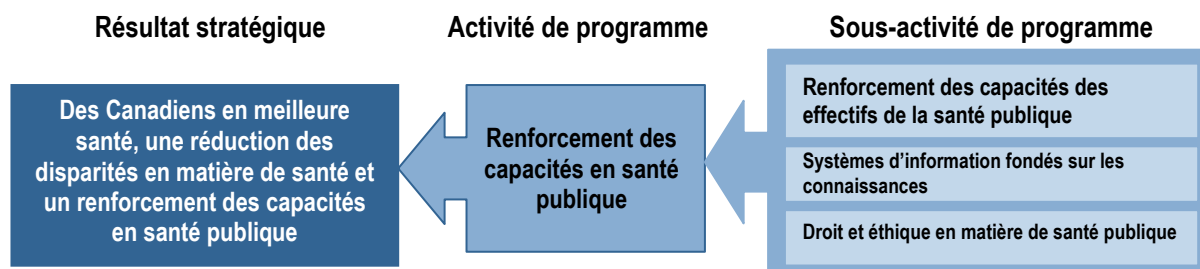 Résultat stratégique
Activité de programme
Sous-activité de programme
Des Canadiens en meilleure
santé, une réduction des
disparités en matière de santé et
un renforcement des capacités
en santé publique
Renforcement des
capacités en santé
publique
Renforcement des capacités des
effectifs de la santé publique
Systèmes d’information fondés sur les
connaissances
Droit et éthique en matière de santé publique